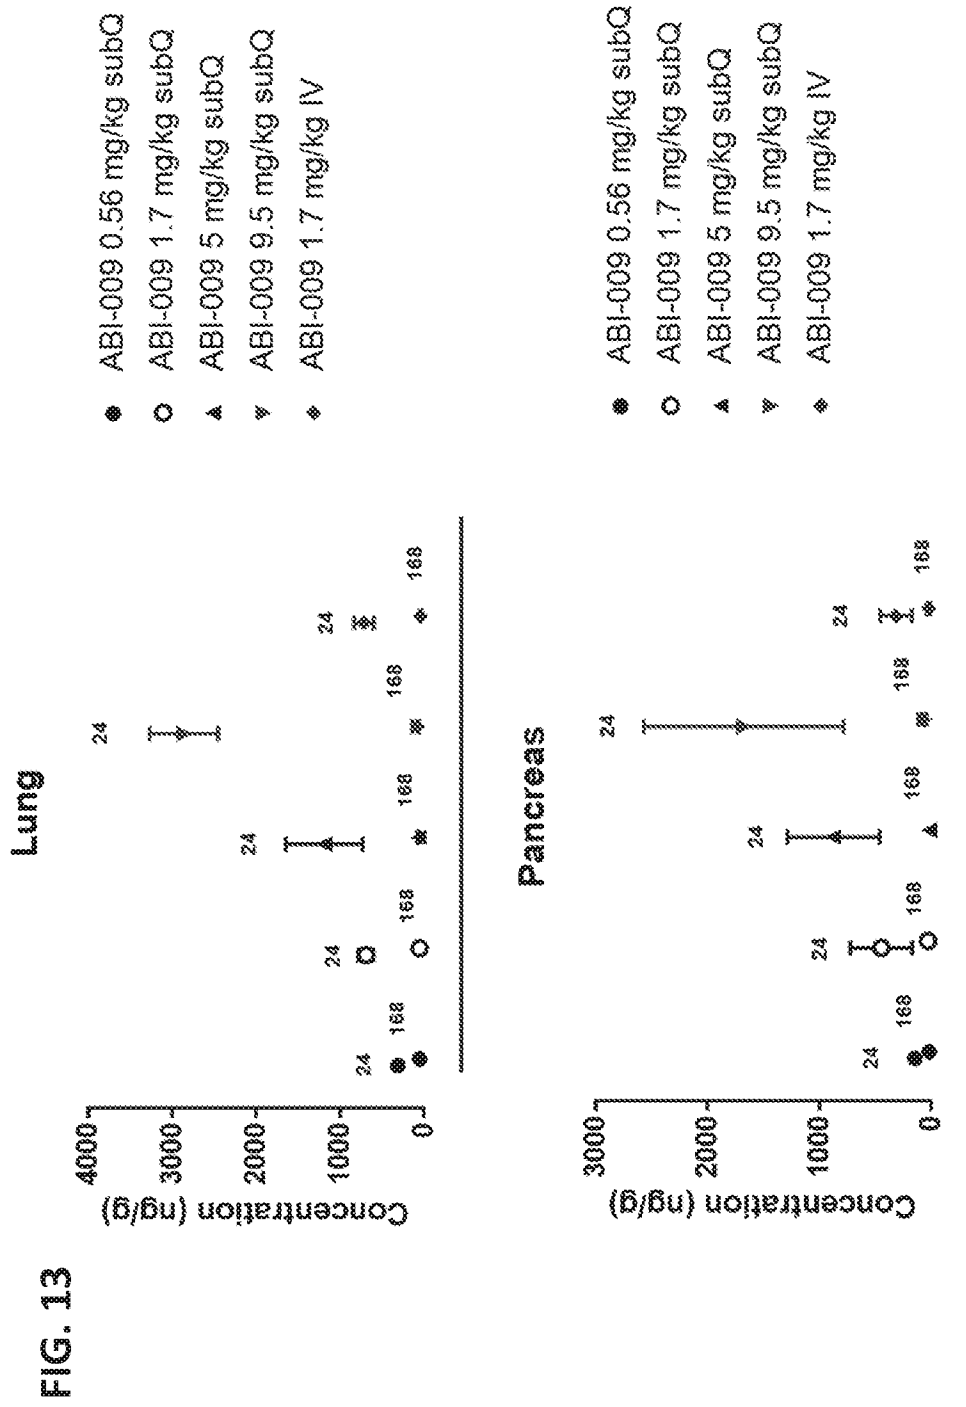 FIG. 13
Lung
Concentration (ng/g)
4000
3000
2000
1000
0
24
168
24
168
24
168
24
168
24
168
ABI-009 0.56 mg/kg subQ
ABI-009 1.7 mg/kg subQ
ABI-009 5 mg/kg subQ
ABI-009 9.5 mg/kg subQ
ABI-009 1.7 mg/kg IV
Pancreas
Concentration (ng/g)
3000
2000
1000
0
24
168
24
168
24
168
24
168
24
168
ABI-009 0.56 mg/kg subQ
ABI-009 1.7 mg/kg subQ
ABI-009 5 mg/kg subQ
ABI-009 9.5 mg/kg subQ
ABI-009 1.7 mg/kg IV